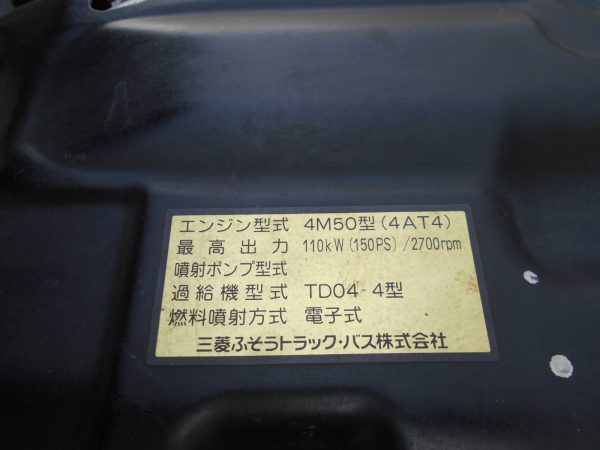 エンジン型式 4M50型(4AT4)
最高出力 110kW(150PS)/2700rpm
噴射ポンプ型式
過給機型式 TD04-4型
燃料噴射方式 電子式
三菱ふそうトラック・バス株式会社